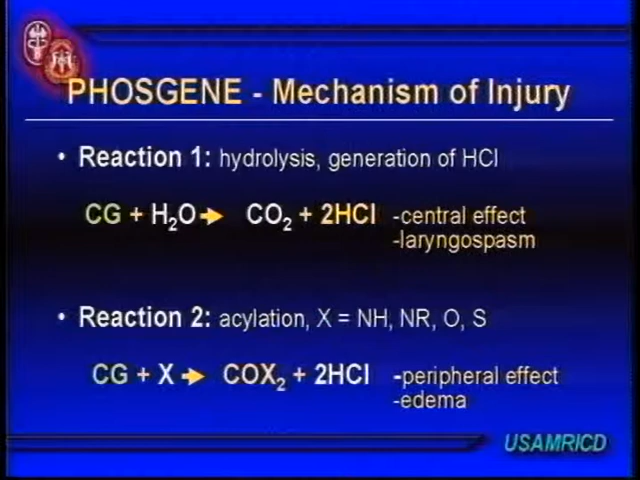 PHOSGENE - Mechanism of Injury
• Reaction 1: hydrolysis, generation of HCl
CG + H₂O → CO₂ + 2HCl -central effect
-laryngospasm
• Reaction 2: acylation, X = NH, NR, O, S
CG + X → COX₂ + 2HCl -peripheral effect
-edema
USAMRICD